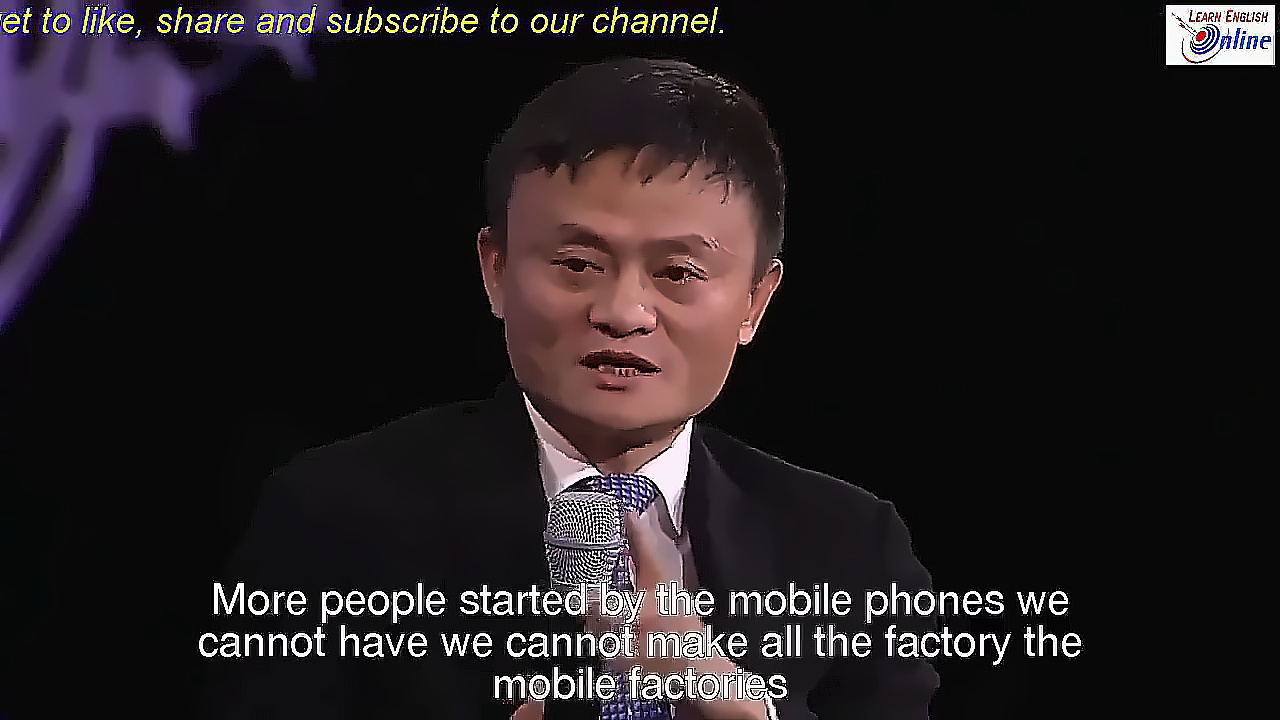 et to like, share and subscribe to our channel.
LEARN ENGLISH
Online
More people started by the mobile phones we
cannot have we cannot make all the factory the
mobile factories